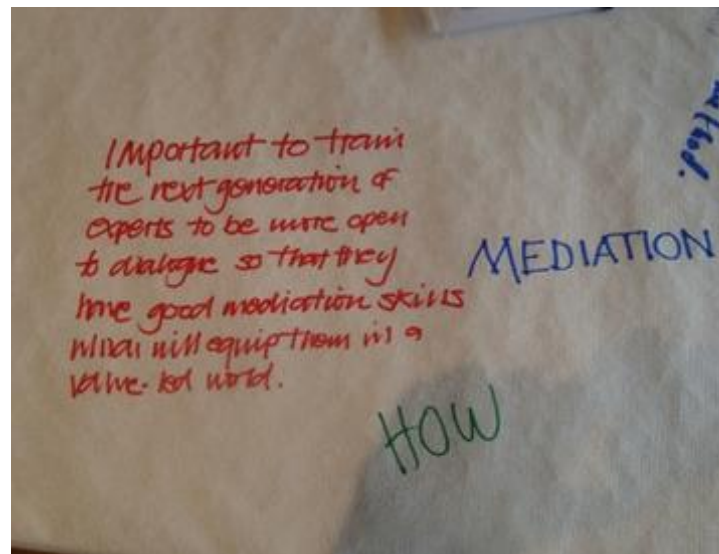 Important to train
the next generation of
experts to be more open
to dialogue so that they
have good mediation skills
which will equip them in a
value-led world.
MEDIATION
HOW